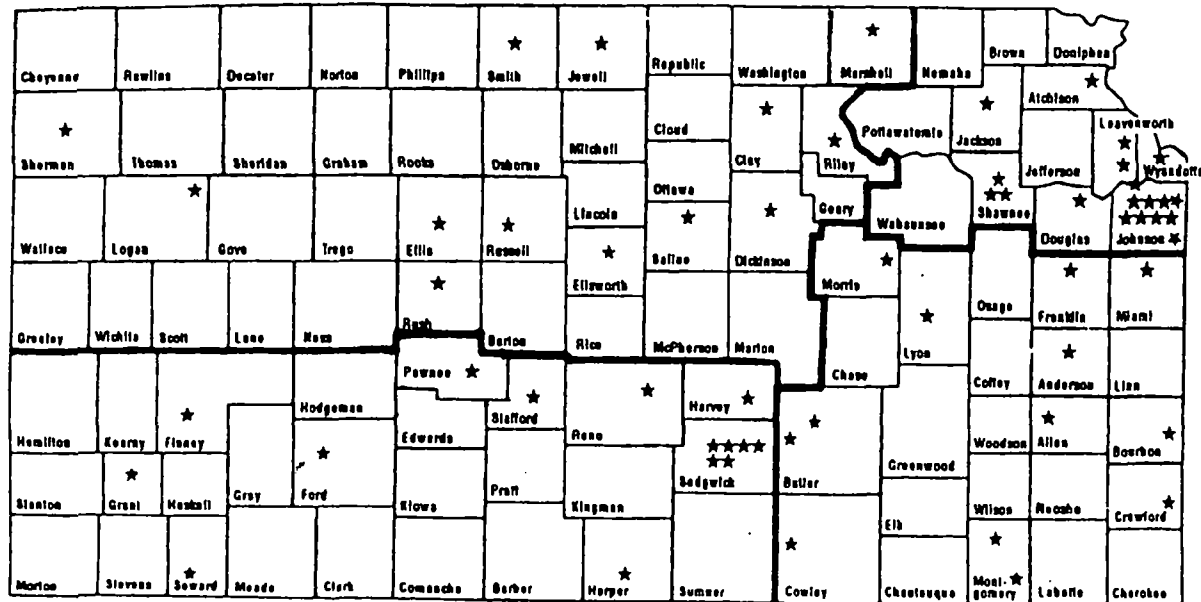 Cheyenne
Rawlins
Decatur
Norton
Phillips
Smith
Jewell
Republic
Washington
Marshall
Nemaha
Brown
Doniphan
Sherman
Thomas
Sheridan
Graham
Rooks
Osborne
Mitchell
Cloud
Clay
Riley
Pottawatomie
Jackson
Atchison
Jefferson
Leavenworth
Wyandotte
Wallace
Logan
Gove
Trego
Ellis
Russell
Lincoln
Ottawa
Saline
Dickinson
Geary
Wabaunsee
Shawnee
Douglas
Johnson
Greeley
Wichita
Scott
Lane
Ness
Rush
Barton
Ellsworth
Rice
McPherson
Marion
Morris
Chase
Lyon
Osage
Franklin
Miami
Hamilton
Kearny
Finney
Hodgeman
Pawnee
Stafford
Reno
Harvey
Coffey
Anderson
Linn
Stanton
Grant
Haskell
Gray
Ford
Edwards
Kiowa
Pratt
Kingman
Sedgwick
Butler
Greenwood
Woodson
Allen
Bourbon
Morton
Stevens
Seward
Meade
Clark
Comanche
Barber
Harper
Sumner
Cowley
Elk
Chautauqua
Wilson
Neosho
Crawford
Mont-
gomery
Labette
Cherokee